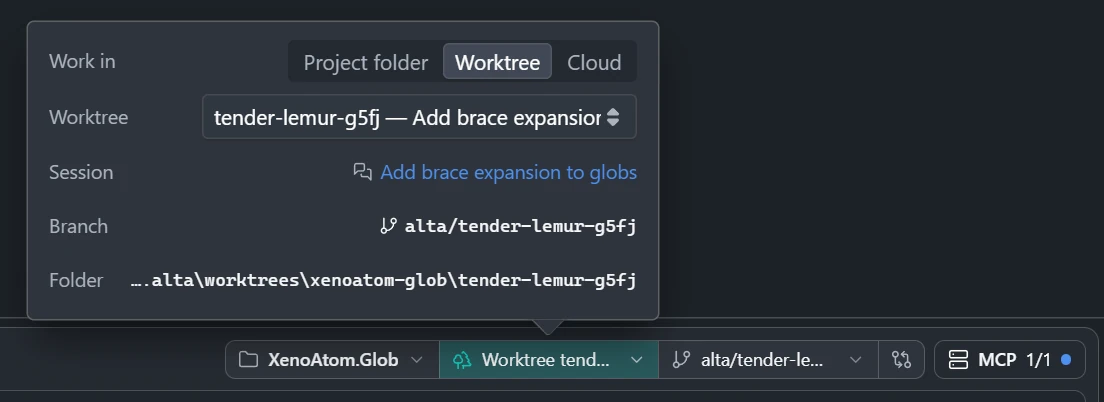 Work in Project folder Worktree Cloud
Worktree tender-lemur-g5fj — Add brace expansion
Session Add brace expansion to globs
Branch alta/tender-lemur-g5fj
Folder ….alta\worktrees\xenoatom-glob\tender-lemur-g5fj
XenoAtom.Glob Worktree tend... alta/tender-le... MCP 1/1